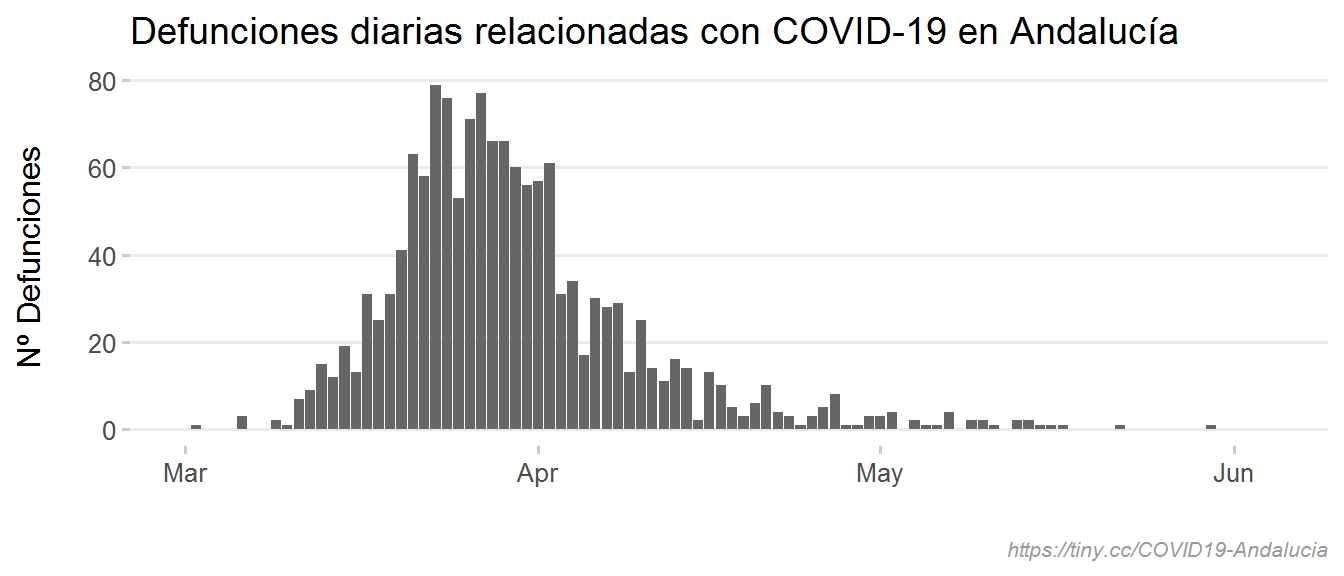 Defunciones diarias relacionadas con COVID-19 en Andalucía
Nº Defunciones
80
60
40
20
0
Mar Apr May Jun
https://tiny.cc/COVID19-Andalucia